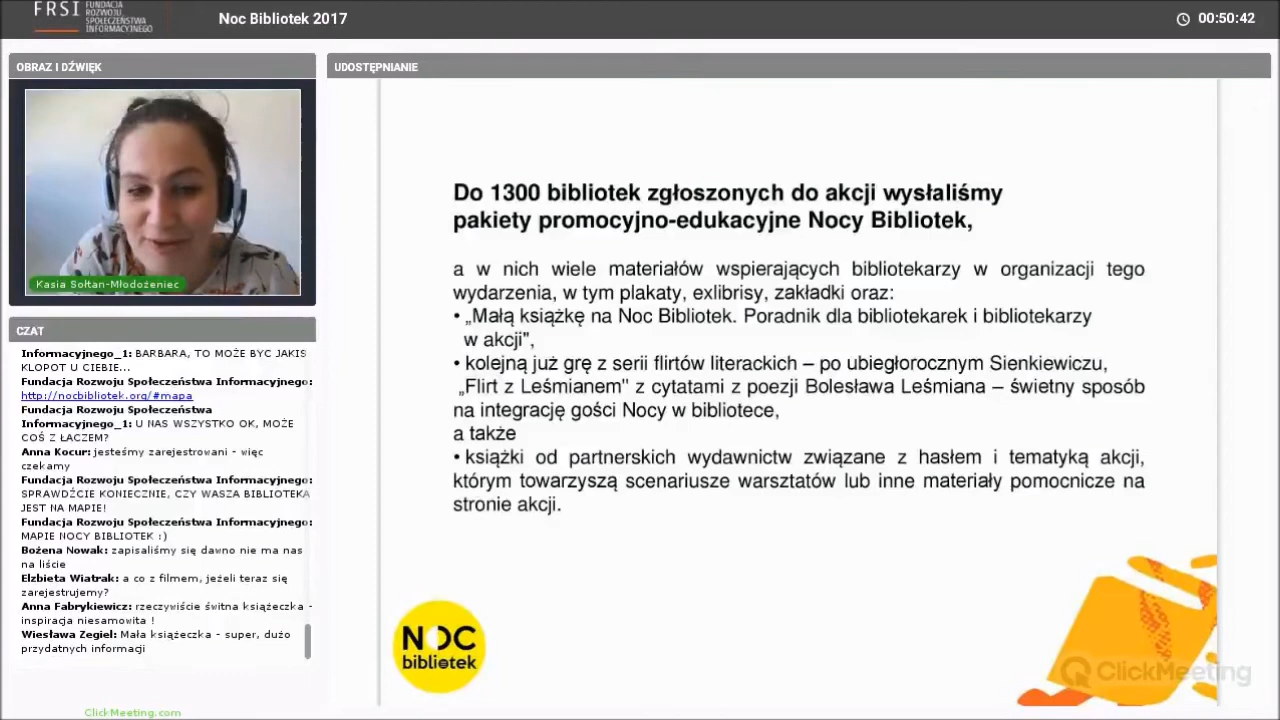 FRSI
FUNDACJA
ROZWOJU
SPOŁECZEŃSTWA
INFORMACYJNEGO
Noc Bibliotek 2017
00:50:42
OBRAZ I DŹWIĘK
Kasia Sołtan-Młodożeniec
CZAT
Informacyjnego_1: BARBARA, TO MOŻE BYC JAKIS
KLOPOT U CIEBIE...
Fundacja Rozwoju Społeczeństwa Informacyjnego:
http://nocbibliotek.org/#mapa
Fundacja Rozwoju Społeczeństwa
Informacyjnego_1: U NAS WSZYSTKO OK, MOŻE
COŚ Z ŁACZEM?
Anna Kocur: jesteśmy zarejestrowani - więc
czekamy
Fundacja Rozwoju Społeczeństwa Informacyjnego:
SPRAWDŹCIE KONIECZNIE, CZY WASZA BIBLIOTEKA
JEST NA MAPIE!
Fundacja Rozwoju Społeczeństwa Informacyjnego:
MAPIE NOCY BIBLIOTEK :)
Bożena Nowak: zapisaliśmy się dawno nie ma nas
na liście
Elzbieta Wiatrak: a co z filmem, jeżeli teraz się
zarejestrujemy?
Anna Fabrykiewicz: rzeczywiście świtna książeczka -
inspiracja niesamowita !
Wiesława Zegiel: Mała książeczka - super, dużo
przydatnych informacji
ClickMeeting.com
UDOSTĘPNIANIE
Do 1300 bibliotek zgłoszonych do akcji wysłaliśmy
pakiety promocyjno-edukacyjne Nocy Bibliotek,
a w nich wiele materiałów wspierających bibliotekarzy w organizacji tego
wydarzenia, w tym plakaty, exlibrisy, zakładki oraz:
• „Małą książkę na Noc Bibliotek. Poradnik dla bibliotekarek i bibliotekarzy
w akcji",
• kolejną już grę z serii flirtów literackich – po ubiegłorocznym Sienkiewiczu,
„Flirt z Leśmianem" z cytatami z poezji Bolesława Leśmiana – świetny sposób
na integrację gości Nocy w bibliotece,
a także
• książki od partnerskich wydawnictw związane z hasłem i tematyką akcji,
którym towarzyszą scenariusze warsztatów lub inne materiały pomocnicze na
stronie akcji.
NOC
bibliotek
ClickMeeting